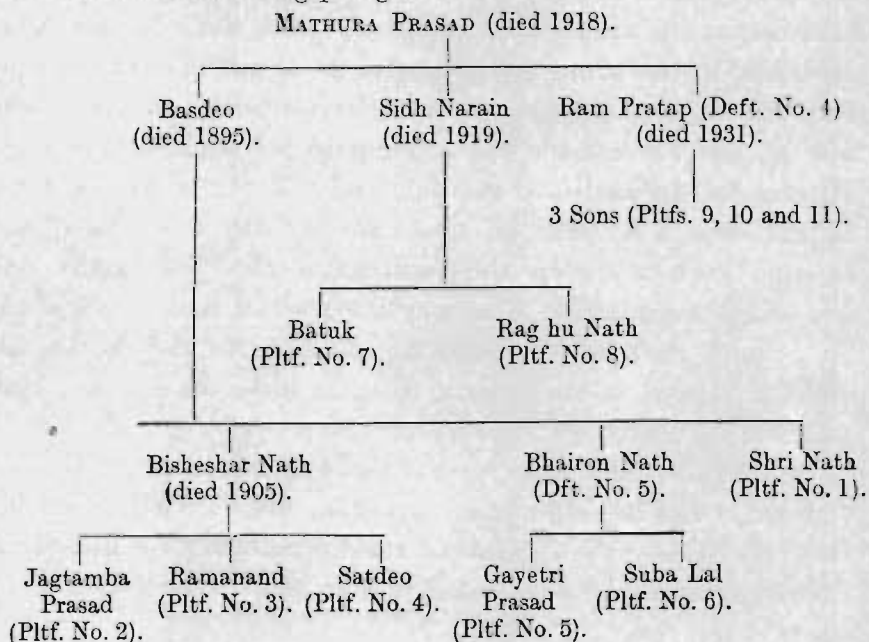 MATHURA PRASAD (died 1918).
Basdeo Sidh Narain Ram Pratap (Deft. No. 4)
(died 1895). (died 1919). (died 1931).
3 Sons (Pltfs. 9, 10 and 11).
Batuk Rag hu Nath
(Pltf. No. 7). (Pltf. No. 8).
Bisheshar Nath Bhairon Nath Shri Nath
(died 1905). (Dft. No. 5). (Pltf. No. 1).
Jagtamba Ramanand Satdeo Gayetri Suba Lal
Prasad (Pltf. No. 3). (Pltf. No. 4). Prasad (Pltf. No. 6).
(Pltf. No. 2). (Pltf. No. 5).